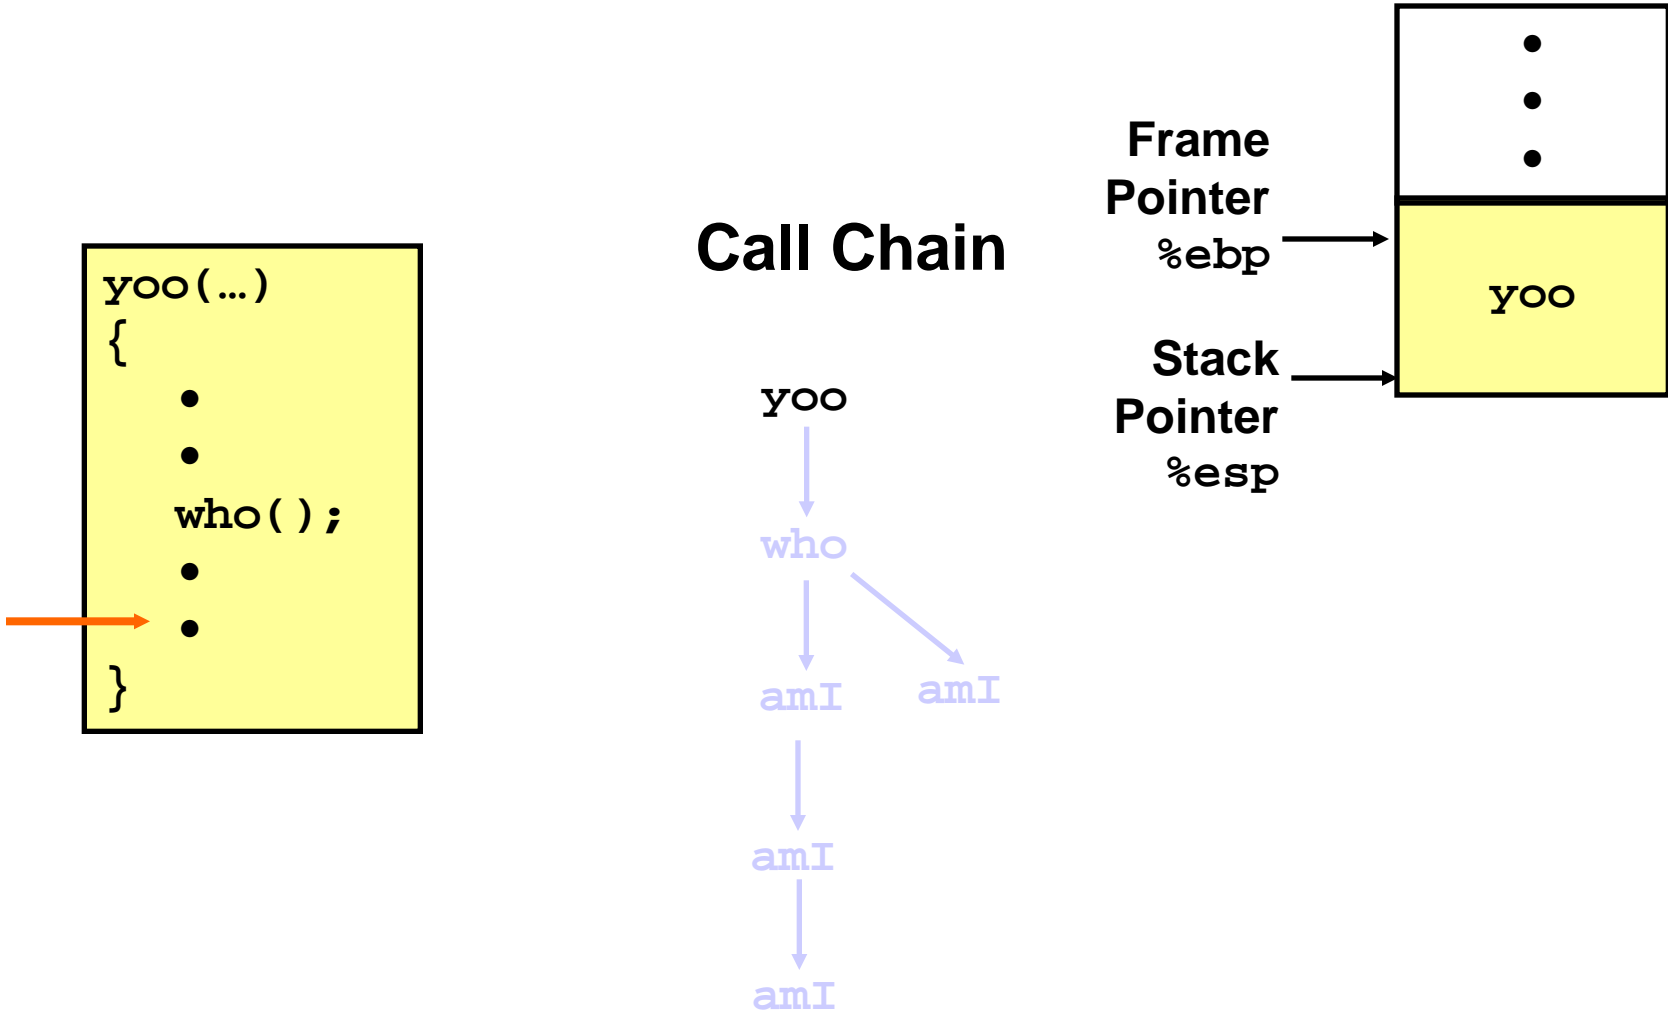 yoo(…)
{
•
•
who();
•
•
}
Call Chain
yoo
who
amI
amI
amI
amI
Frame
Pointer
%ebp
Stack
Pointer
%esp
•
•
•
yoo